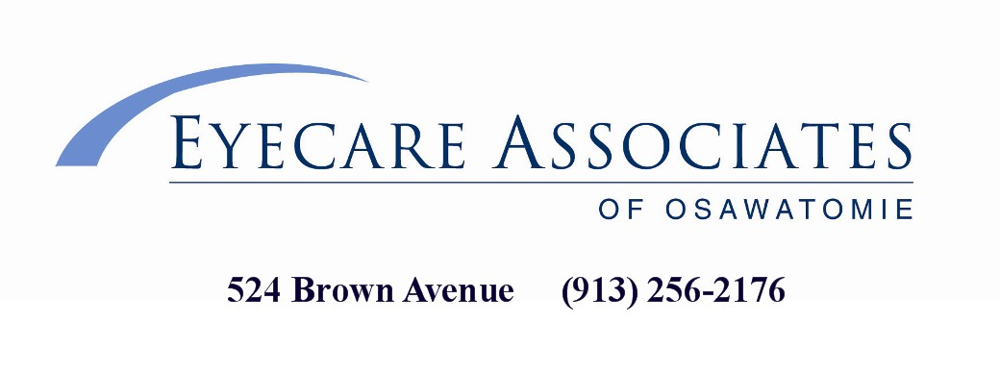 EYECARE ASSOCIATES
OF OSAWATOMIE
524 Brown Avenue (913) 256-2176